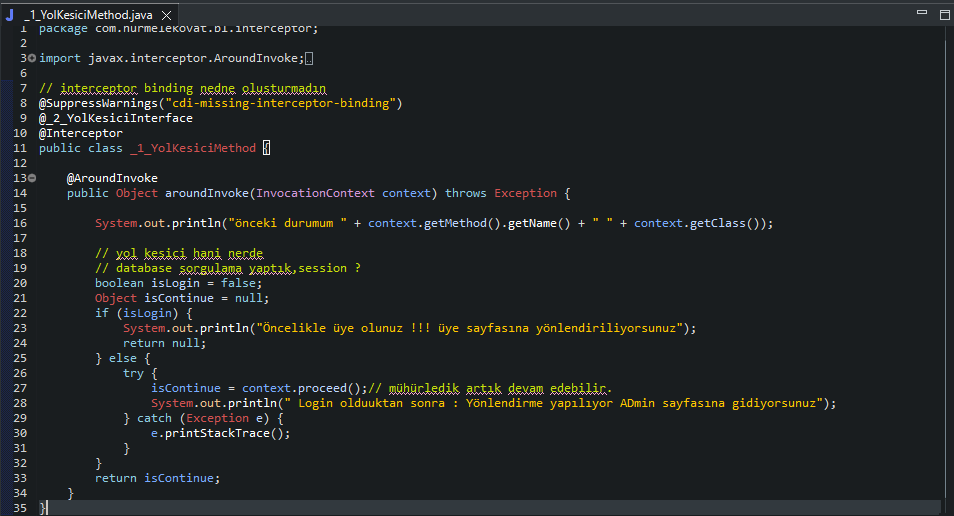 _1_YolKesiciMethod.java
1 package com.nurmelekovat.bl.interceptor;
2
3 import javax.interceptor.AroundInvoke;
6
7 // interceptor binding nedne olusturmadın
8 @SuppressWarnings("cdi-missing-interceptor-binding")
9 @_2_YolKesiciInterface
10 @Interceptor
11 public class _1_YolKesiciMethod {
12
13 @AroundInvoke
14 public Object aroundInvoke(InvocationContext context) throws Exception {
15
16 System.out.println("önceki durumum " + context.getMethod().getName() + " " + context.getClass());
17
18 // yol kesici hani nerde
19 // database sorgulama yaptık,session ?
20 boolean isLogin = false;
21 Object isContinue = null;
22 if (isLogin) {
23 System.out.println("Öncelikle üye olunuz !!! üye sayfasına yönlendiriliyorsunuz");
24 return null;
25 } else {
26 try {
27 isContinue = context.proceed();// mühürledik artık devam edebilir.
28 System.out.println(" Login olduuktan sonra : Yönlendirme yapılıyor ADmin sayfasına gidiyorsunuz");
29 } catch (Exception e) {
30 e.printStackTrace();
31 }
32 }
33 return isContinue;
34 }
35 }